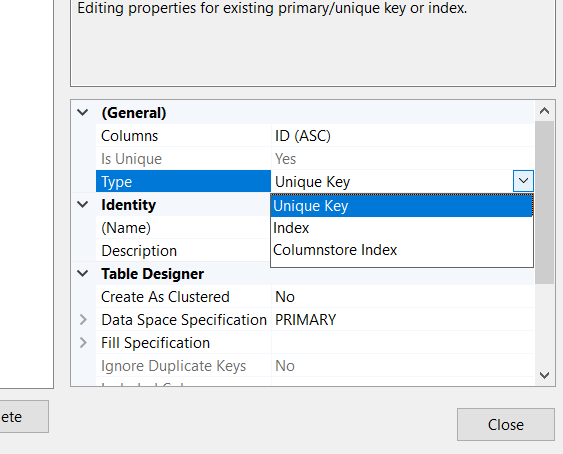 Editing properties for existing primary/unique key or index.
(General)
Columns ID (ASC)
Is Unique Yes
Type Unique Key
Identity Unique Key
(Name) Index
Description Columnstore Index
Table Designer
Create As Clustered No
Data Space Specification PRIMARY
Fill Specification
Ignore Duplicate Keys No
ete
Close